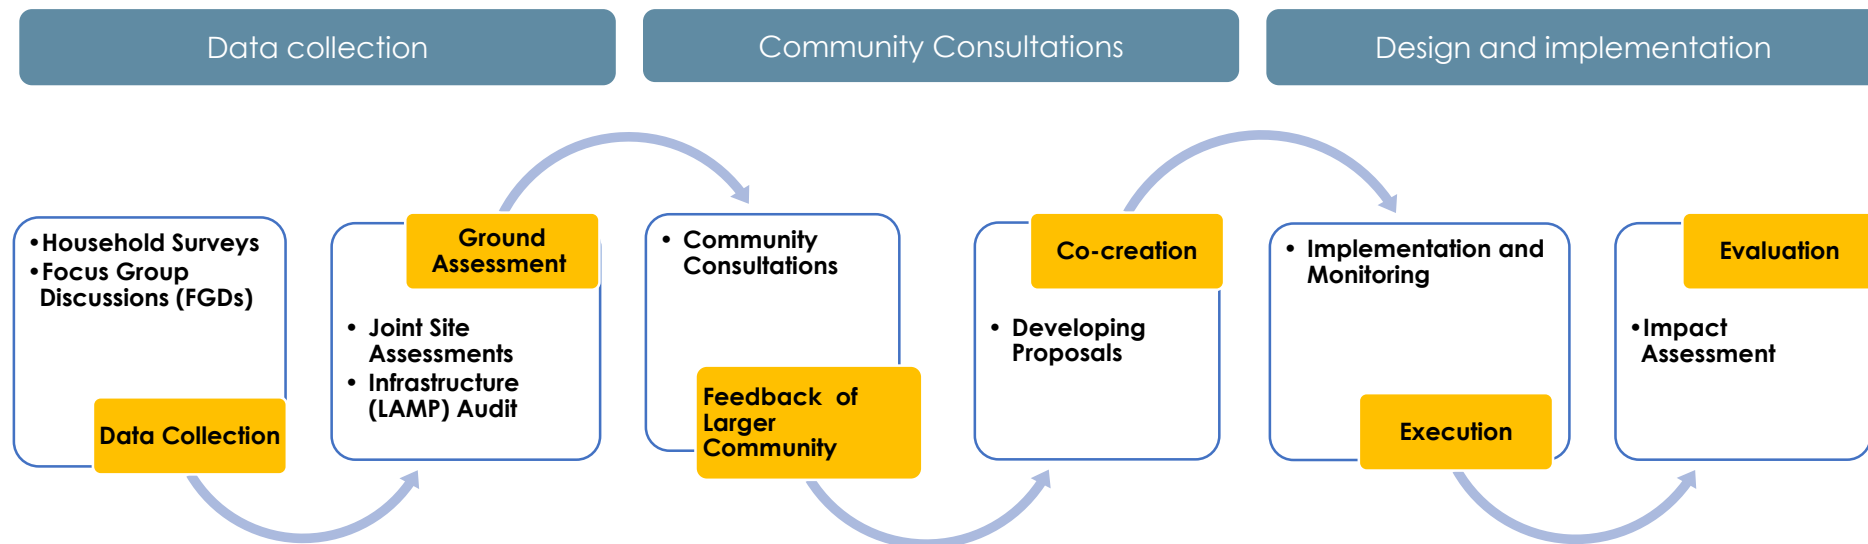 Data collection
Community Consultations
Design and implementation
•Household Surveys
•Focus Group
Discussions (FGDs)
Data Collection
Ground
Assessment
• Joint Site
Assessments
• Infrastructure
(LAMP) Audit
• Community
Consultations
Feedback of
Larger
Community
Co-creation
• Developing
Proposals
• Implementation and
Monitoring
Execution
Evaluation
•Impact
Assessment